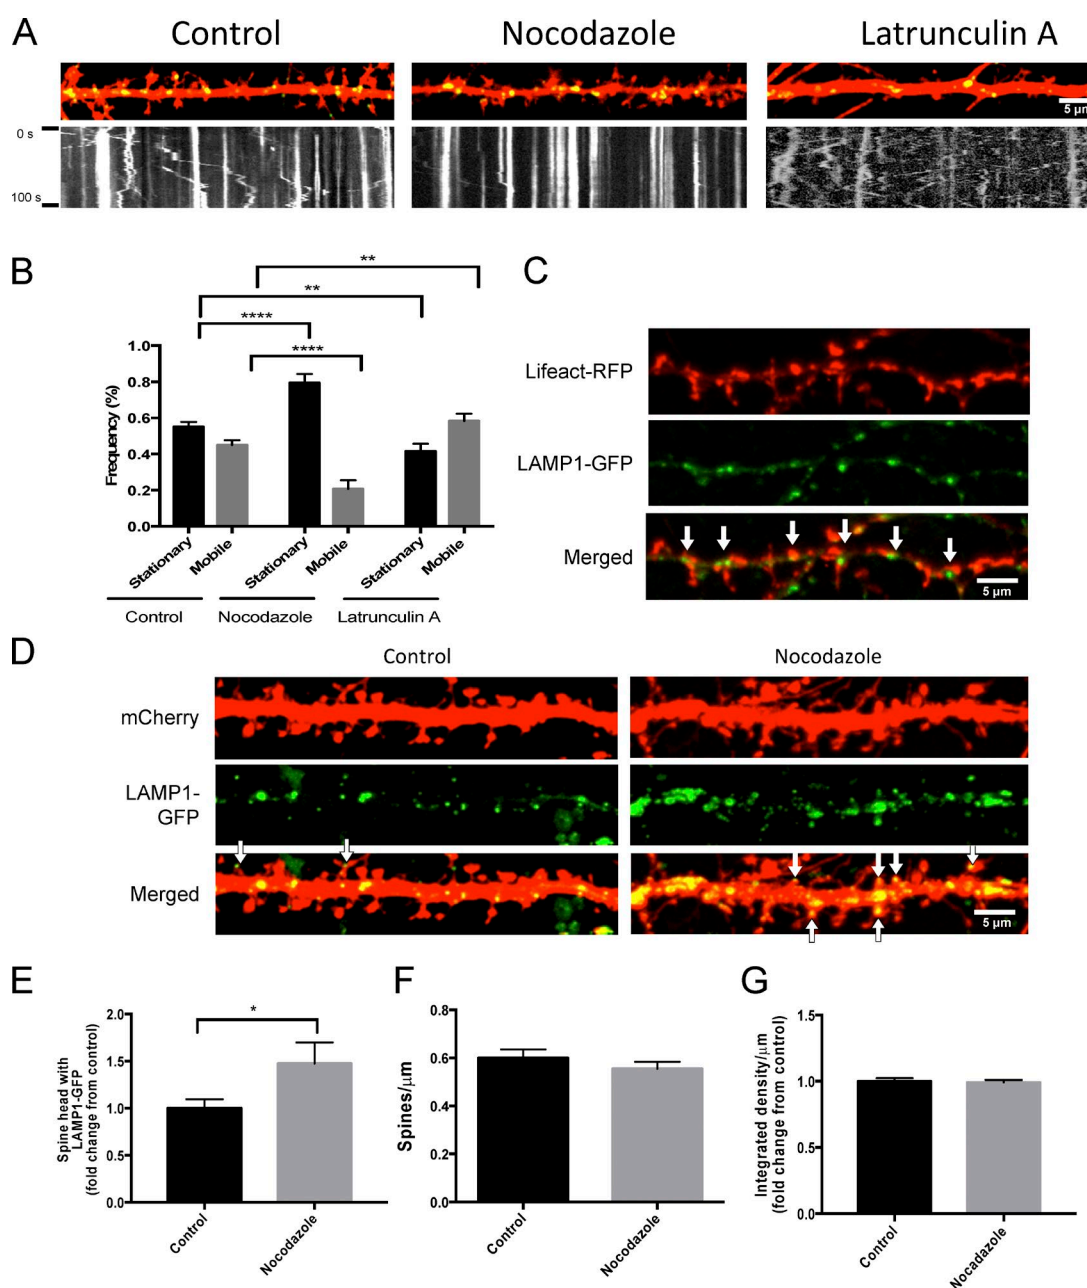 A
Control
Nocodazole
Latrunculin A
5 µm
0 s
100 s
B
**
**
****
****
Frequency (%)
1.0
0.8
0.6
0.4
0.2
0.0
Stationary
Mobile
Stationary
Mobile
Stationary
Mobile
Control
Nocodazole
Latrunculin A
C
Lifeact-RFP
LAMP1-GFP
Merged
5 µm
D
Control
Nocodazole
mCherry
LAMP1-
GFP
Merged
5 µm
E
Spine head with
LAMP1-GFP
(fold change from control)
2.0
1.5
1.0
0.5
0.0
*
Control
Nocodazole
F
Spines/µm
0.8
0.6
0.4
0.2
0.0
Control
Nocodazole
G
Integrated density/µm
(fold change from control)
1.5
1.0
0.5
0.0
Control
Nocadazole